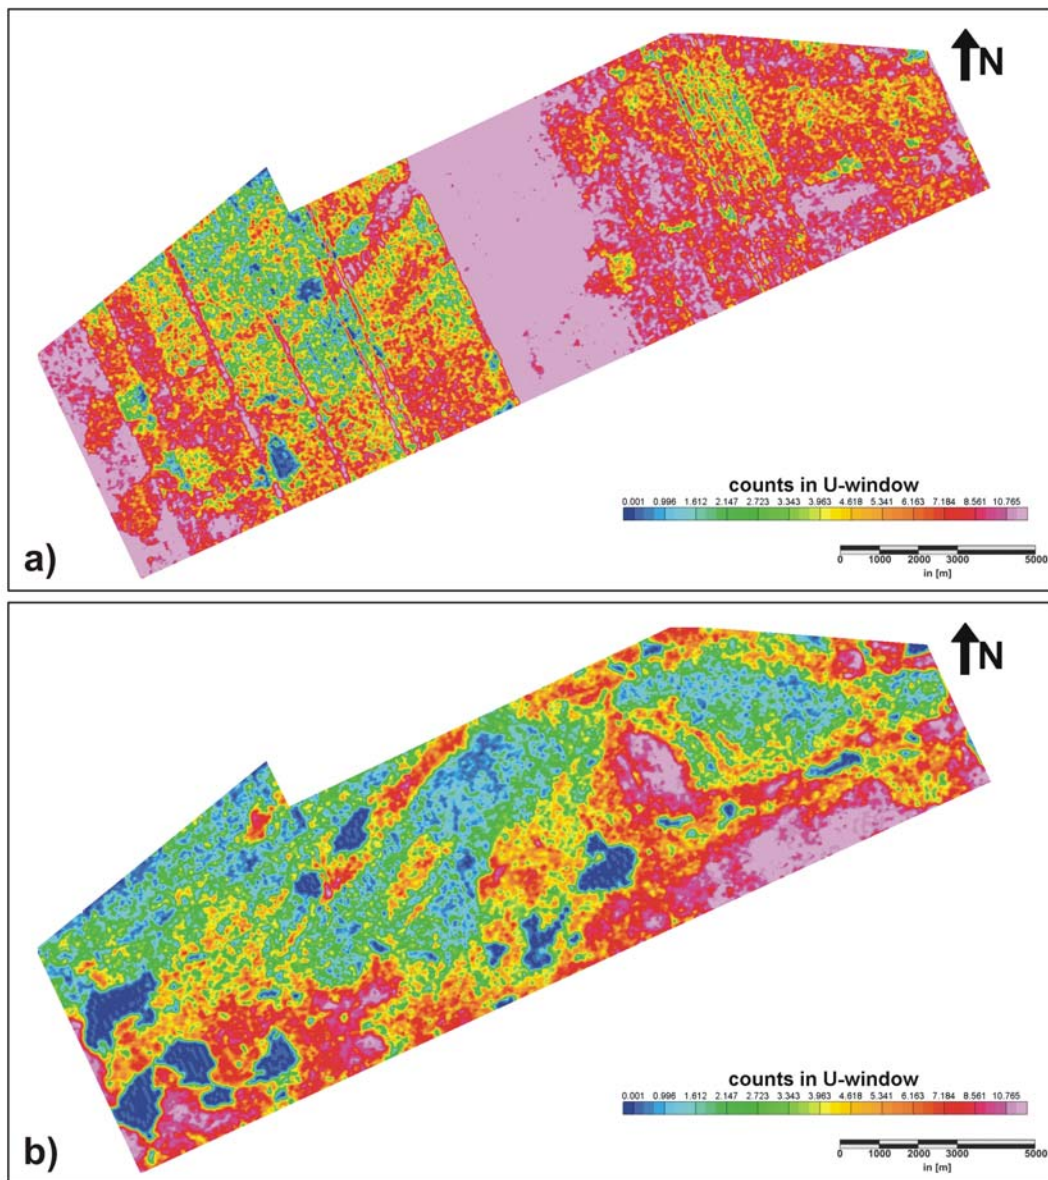 N
counts in U-window
0.001 0.996 1.612 2.147 2.723 3.343 3.963 4.618 5.341 6.163 7.184 8.561 10.765
0 1000 2000 3000 5000
in [m]
a)
N
counts in U-window
0.001 0.996 1.612 2.147 2.723 3.343 3.963 4.618 5.341 6.163 7.184 8.561 10.765
0 1000 2000 3000 5000
in [m]
b)